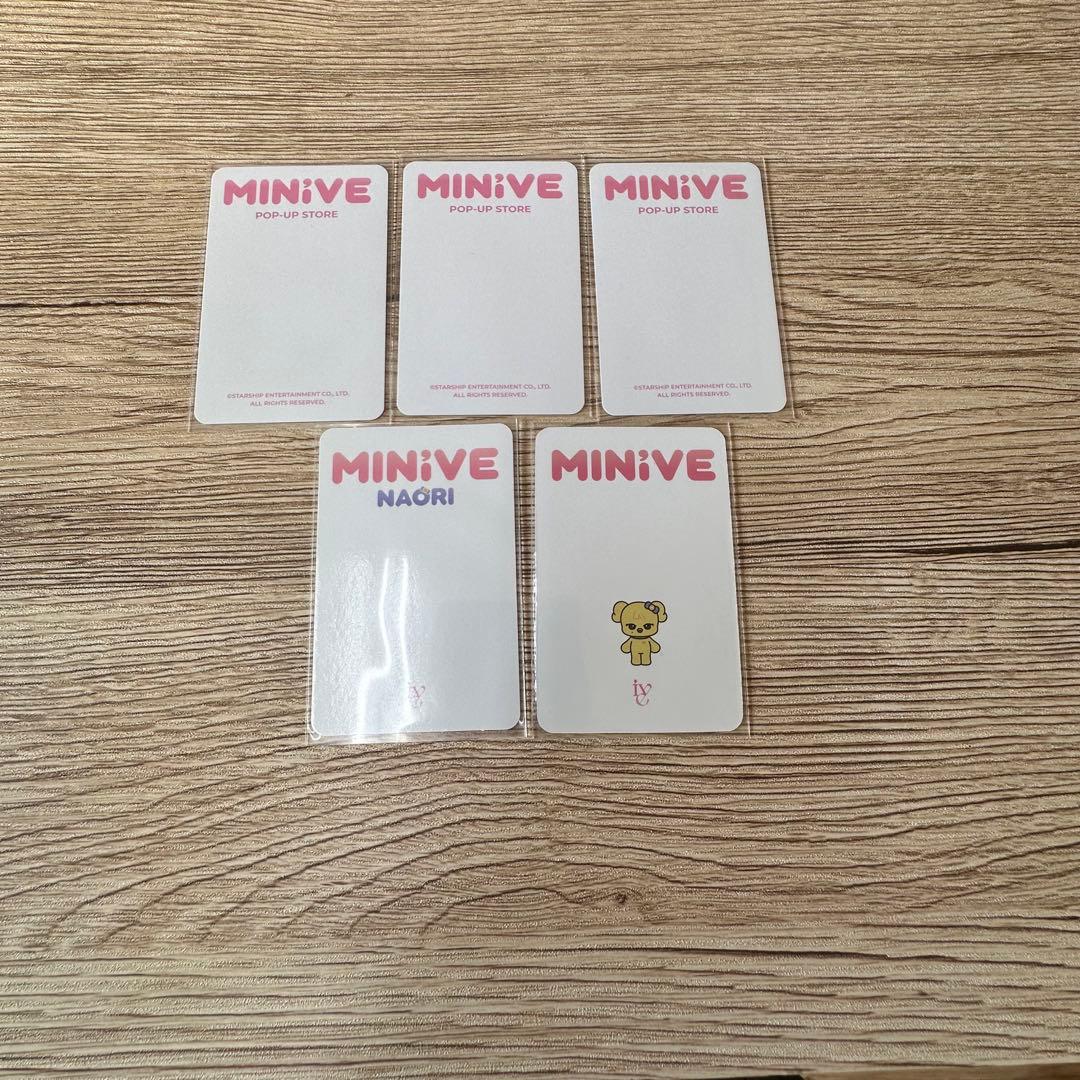 MINiVE
POP-UP STORE
©STARSHIP ENTERTAINMENT CO., LTD.
ALL RIGHTS RESERVED.
MINiVE
POP-UP STORE
©STARSHIP ENTERTAINMENT CO., LTD.
ALL RIGHTS RESERVED.
MINiVE
POP-UP STORE
©STARSHIP ENTERTAINMENT CO., LTD.
ALL RIGHTS RESERVED.
MINiVE
NAORI
IVE
MINiVE
IVE